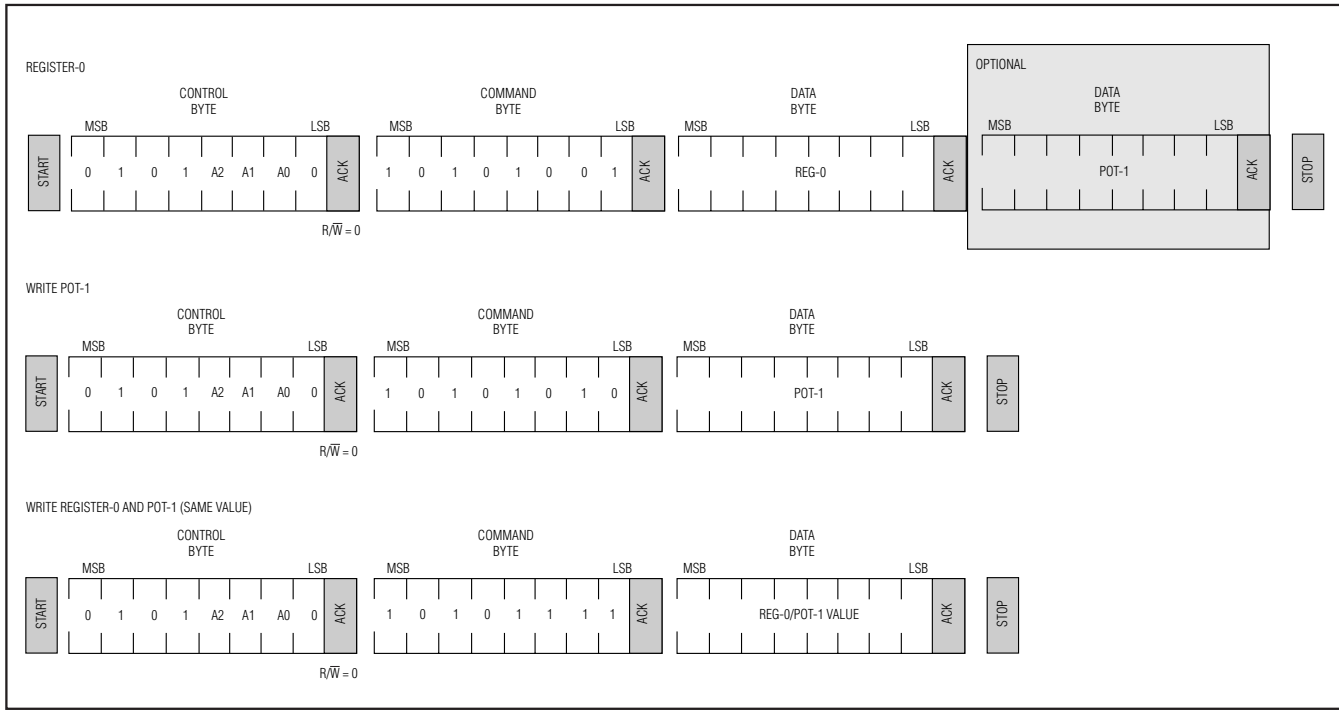 REGISTER-0
OPTIONAL
CONTROL BYTE
COMMAND BYTE
DATA BYTE
DATA BYTE
MSB LSB MSB LSB MSB LSB MSB LSB
START 0 1 0 1 A2 A1 A0 0 ACK 1 0 1 0 1 0 0 1 ACK REG-0 ACK POT-1 ACK STOP
R/W̅ = 0
WRITE POT-1
CONTROL BYTE
COMMAND BYTE
DATA BYTE
MSB LSB MSB LSB MSB LSB
START 0 1 0 1 A2 A1 A0 0 ACK 1 0 1 0 1 0 1 0 ACK POT-1 ACK STOP
R/W̅ = 0
WRITE REGISTER-0 AND POT-1 (SAME VALUE)
CONTROL BYTE
COMMAND BYTE
DATA BYTE
MSB LSB MSB LSB MSB LSB
START 0 1 0 1 A2 A1 A0 0 ACK 1 0 1 0 1 1 1 1 ACK REG-0/POT-1 VALUE ACK STOP
R/W̅ = 0